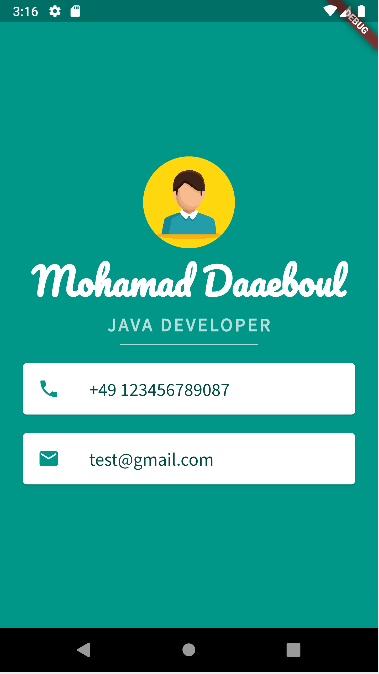 3:16
DEBUG
Mohamad Daaeboul
JAVA DEVELOPER
+49 123456789087
test@gmail.com